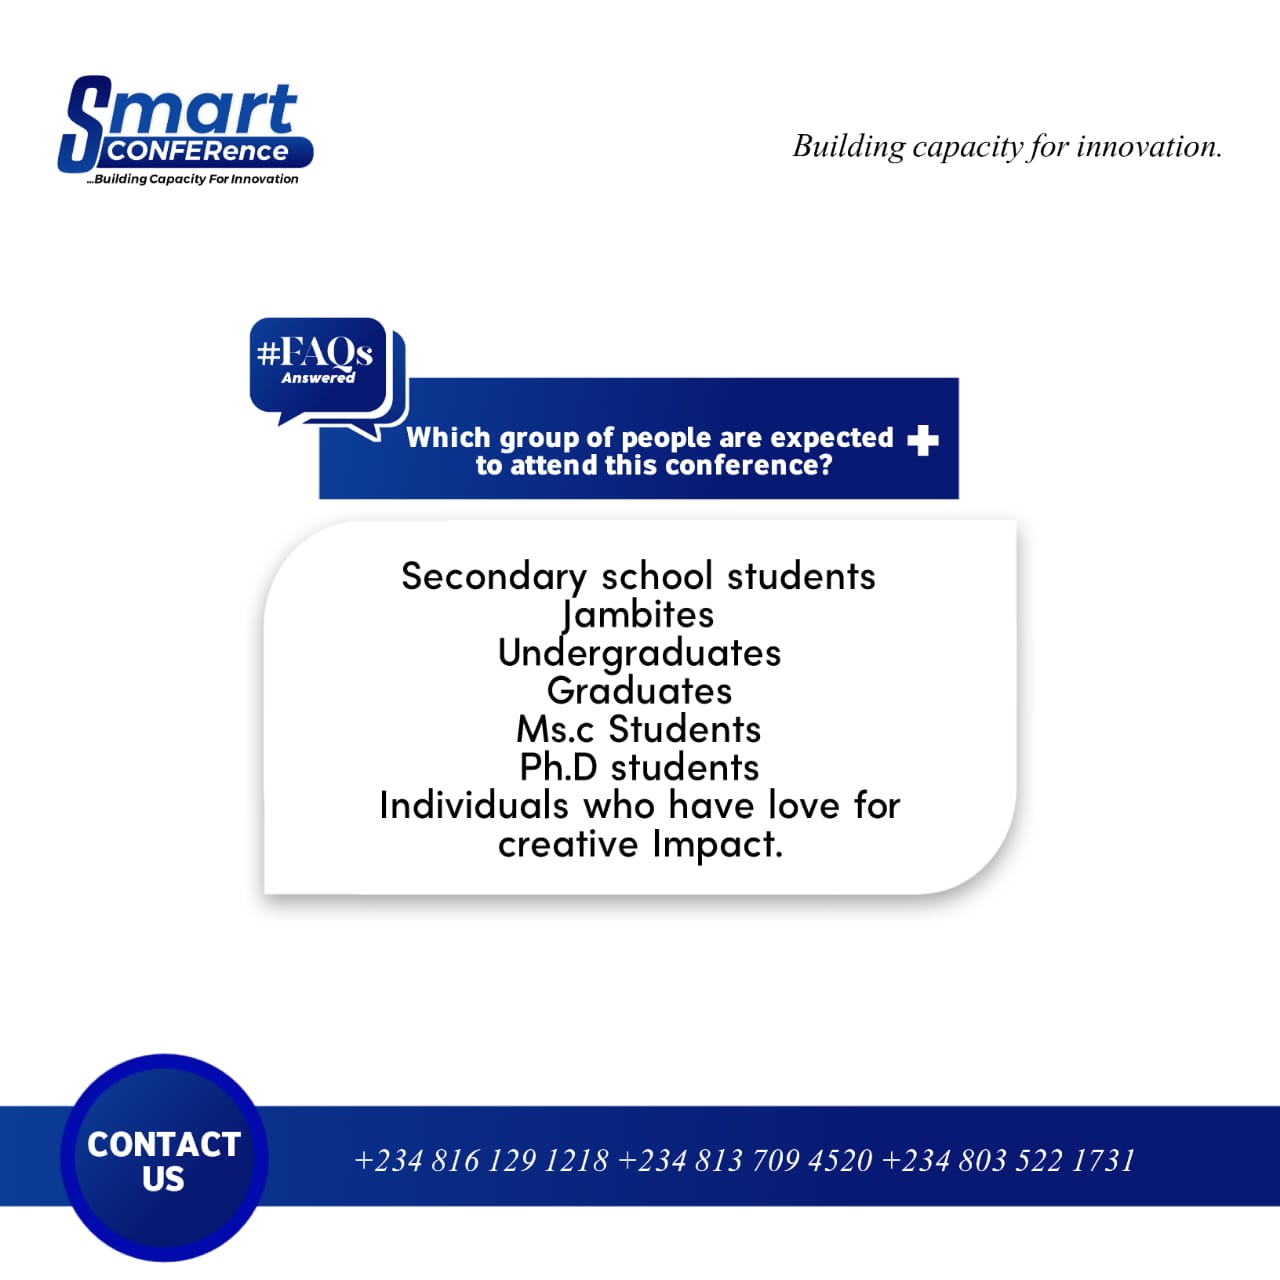 Smart
CONFERence
...Building Capacity For Innovation
Building capacity for innovation.
#FAQs
Answered
Which group of people are expected
to attend this conference?
Secondary school students
Jambites
Undergraduates
Graduates
Ms.c Students
Ph.D students
Individuals who have love for
creative Impact.
CONTACT
US
+234 816 129 1218 +234 813 709 4520 +234 803 522 1731